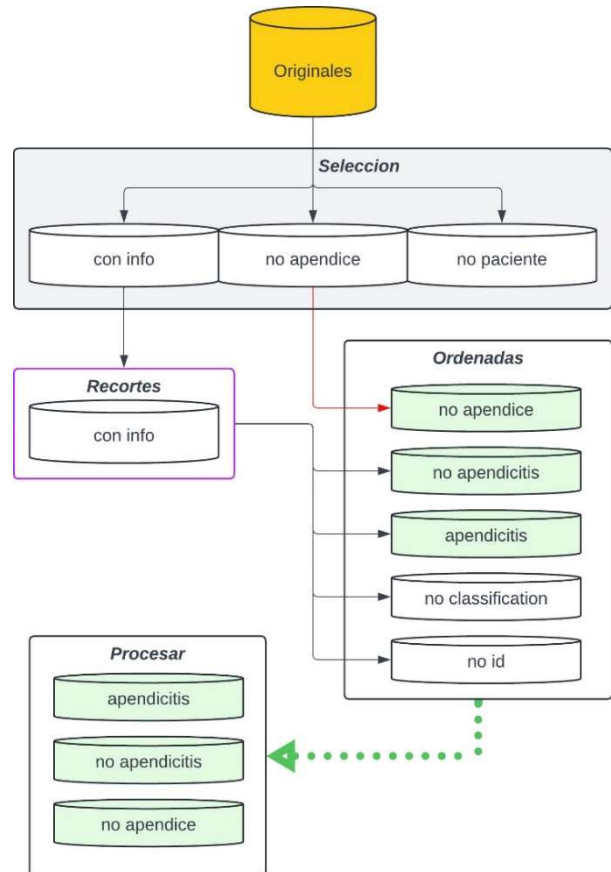 Originales
Seleccion
con info
no apendice
no paciente
Recortes
con info
Ordenadas
no apendice
no apendicitis
apendicitis
no classification
no id
Procesar
apendicitis
no apendicitis
no apendice